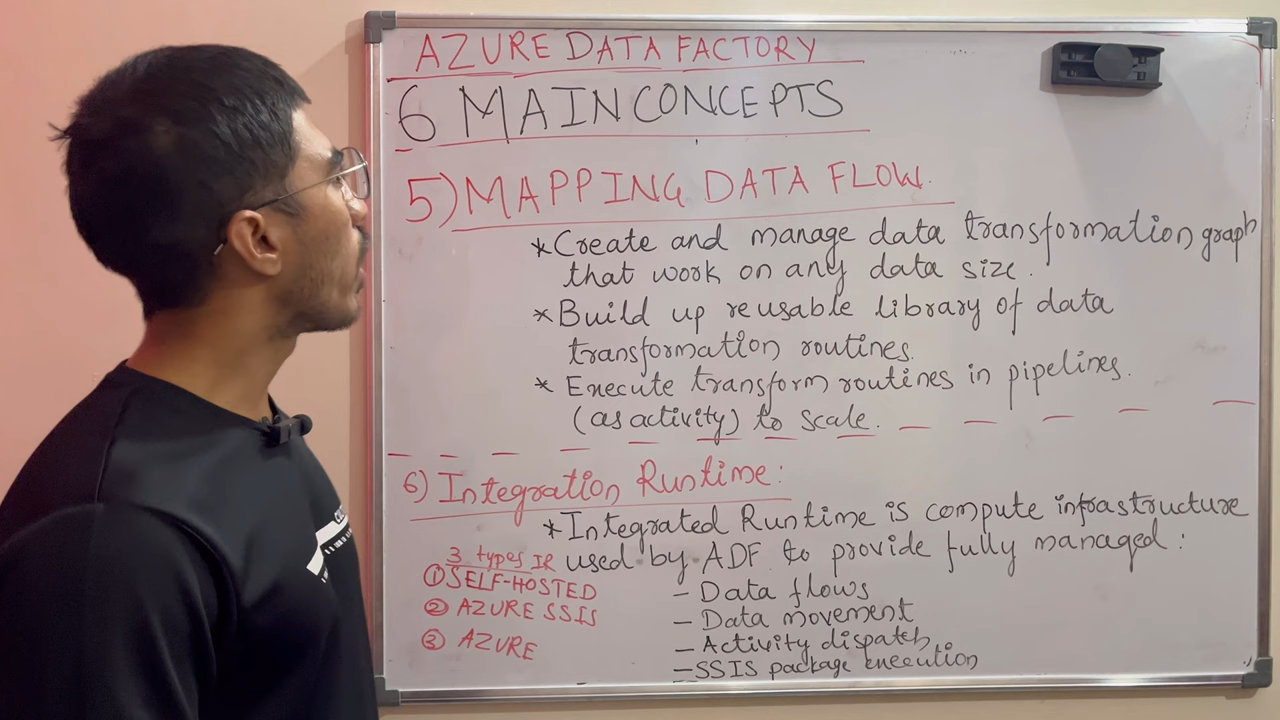 AZURE DATA FACTORY
6 MAIN CONCEPTS
5) MAPPING DATA FLOW.
*Create and manage data transformation graph
that work on any data size.
*Build up reusable library of data
transformation routines.
* Execute transform routines in pipelines.
(as activity) to scale.
6) Integration Runtime:
*Integrated Runtime is compute infrastructure
used by ADF to provide fully managed:
- Data flows
- Data movement
- Activity dispatch
- SSIS package execution
3 types IR
① SELF-HOSTED
② AZURE SSIS
③ AZURE